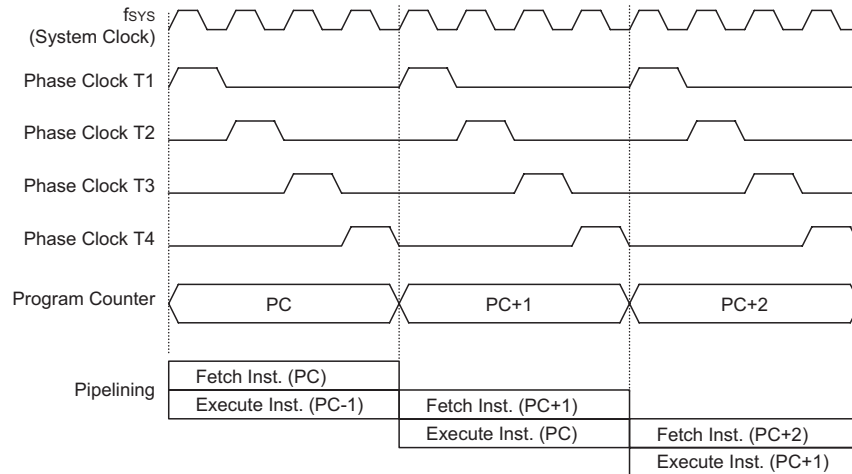 fSYS
(System Clock)
Phase Clock T1
Phase Clock T2
Phase Clock T3
Phase Clock T4
Program Counter
PC
PC+1
PC+2
Pipelining
Fetch Inst. (PC)
Execute Inst. (PC-1)
Fetch Inst. (PC+1)
Execute Inst. (PC)
Fetch Inst. (PC+2)
Execute Inst. (PC+1)